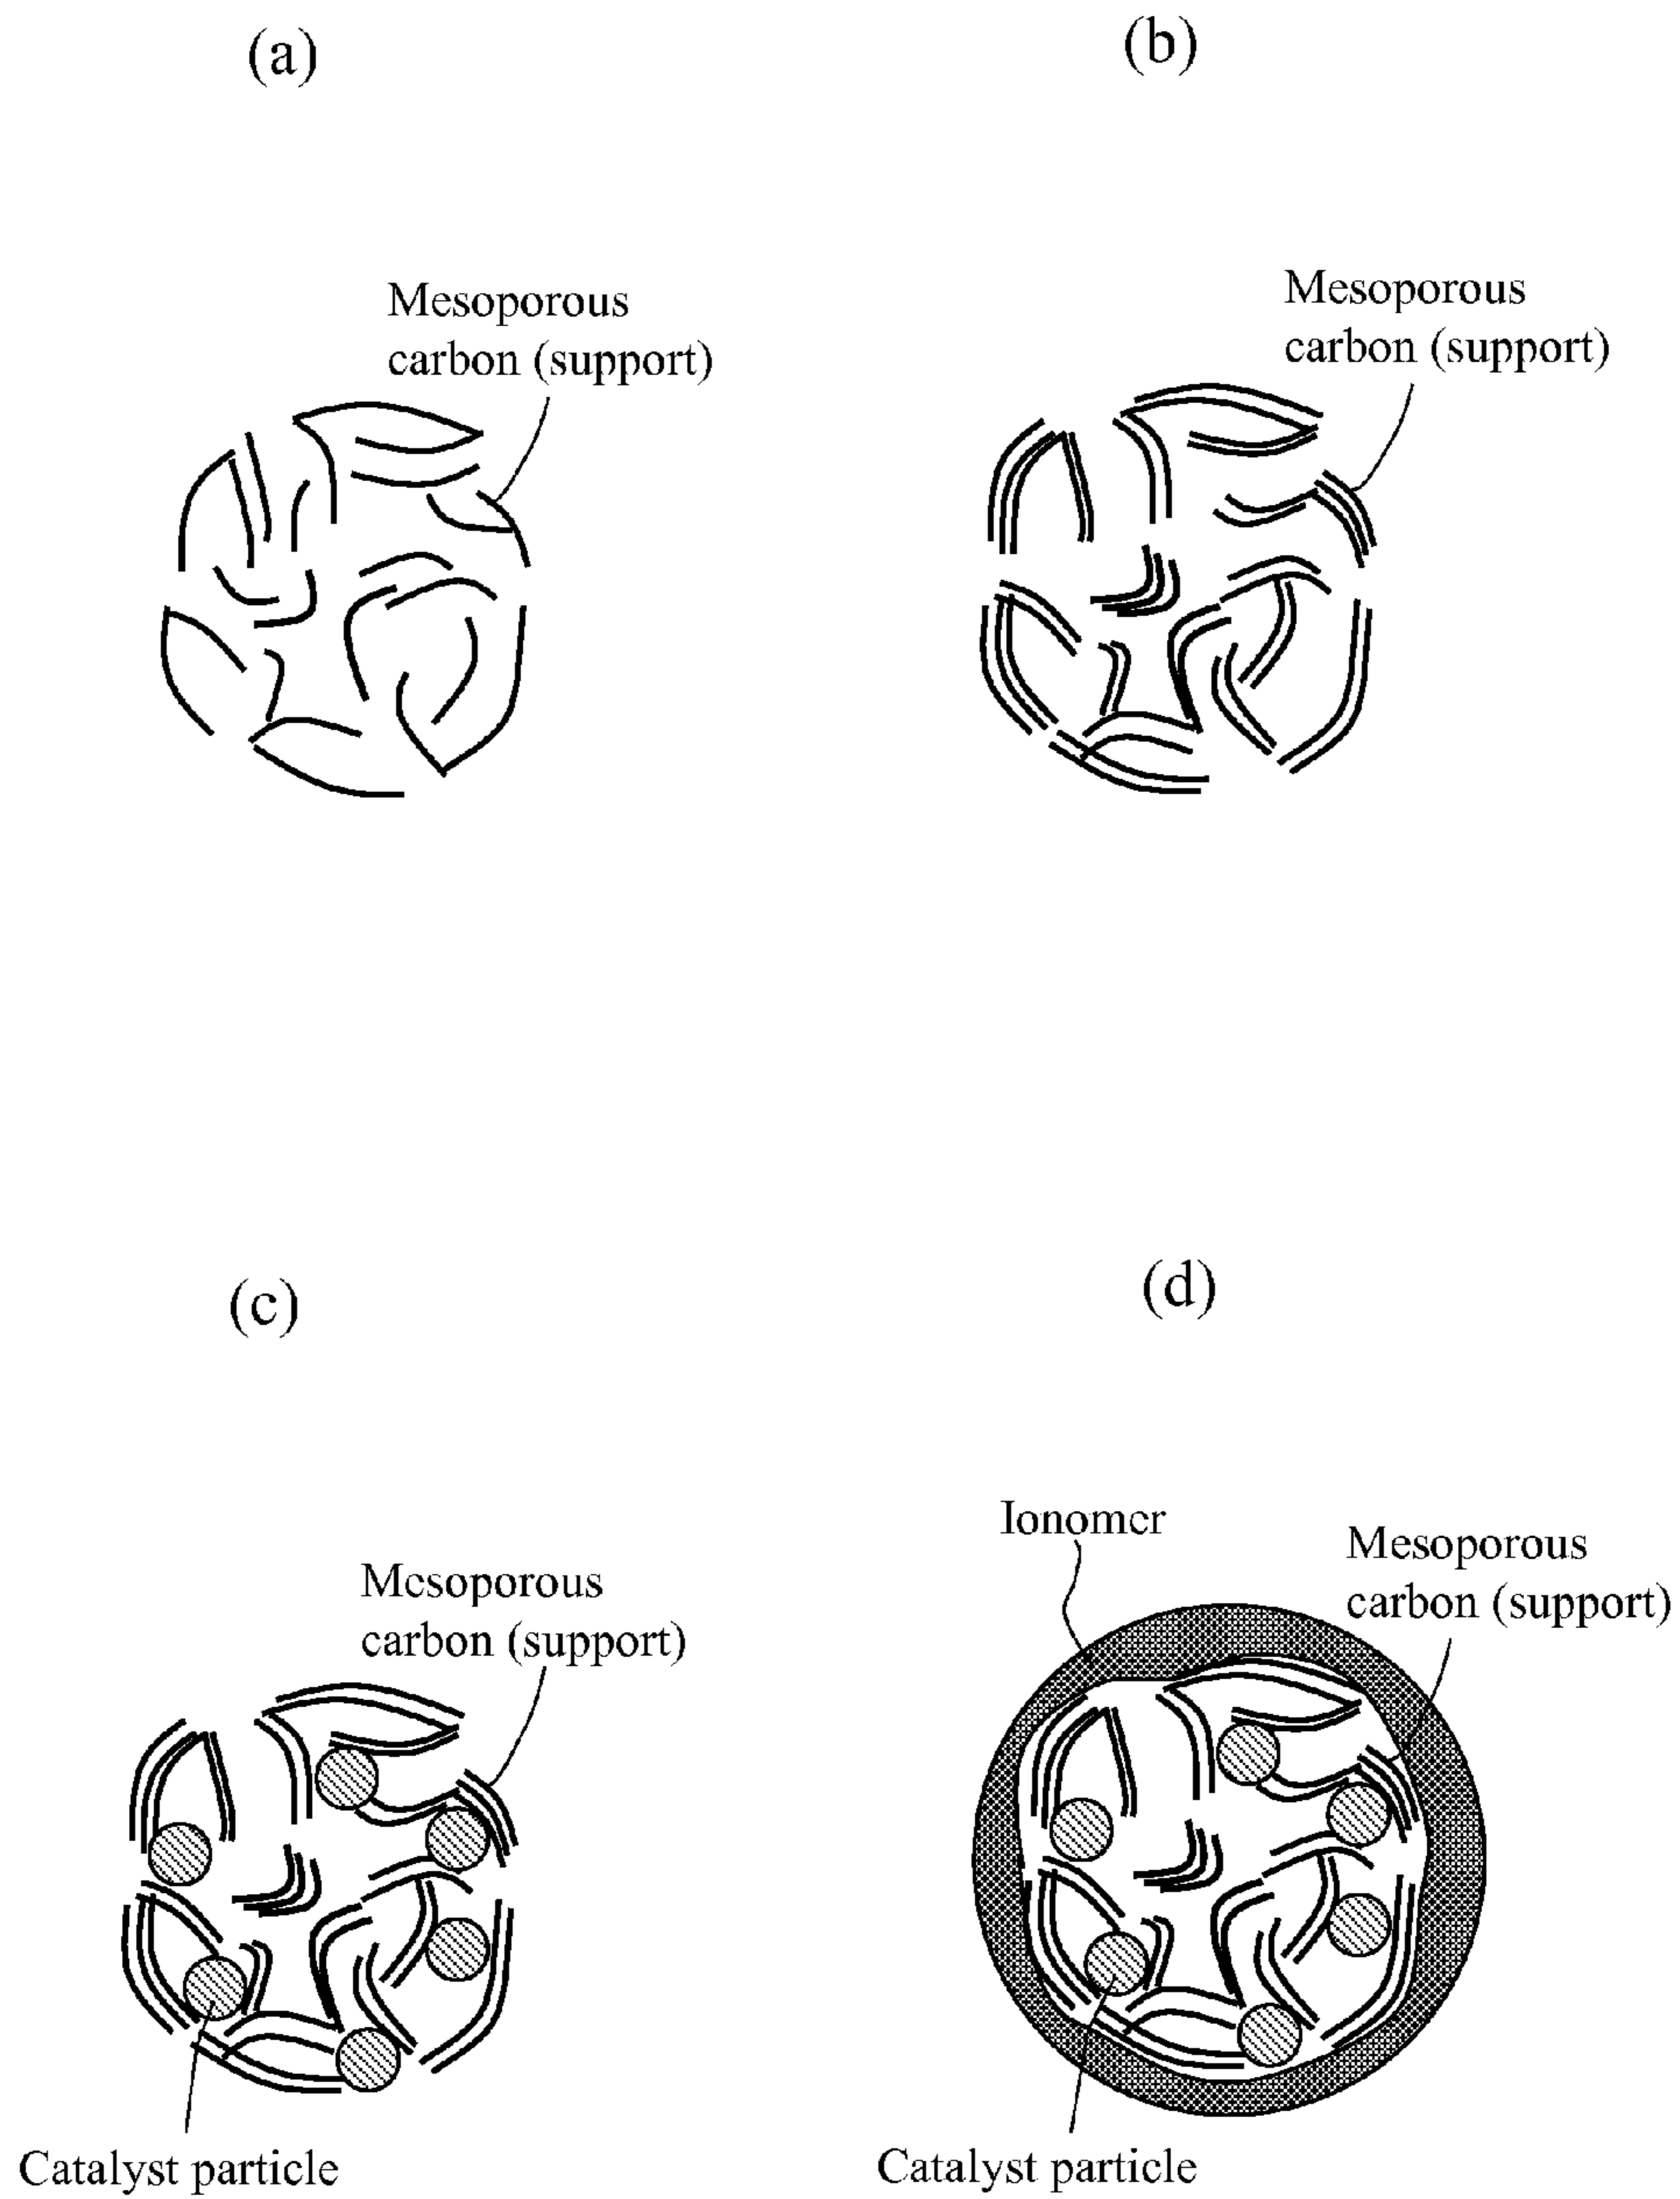 (a)
(b)
Mesoporous
carbon (support)
Mesoporous
carbon (support)
(c)
(d)
Mesoporous
carbon (support)
Catalyst particle
Ionomer
Mesoporous
carbon (support)
Catalyst particle